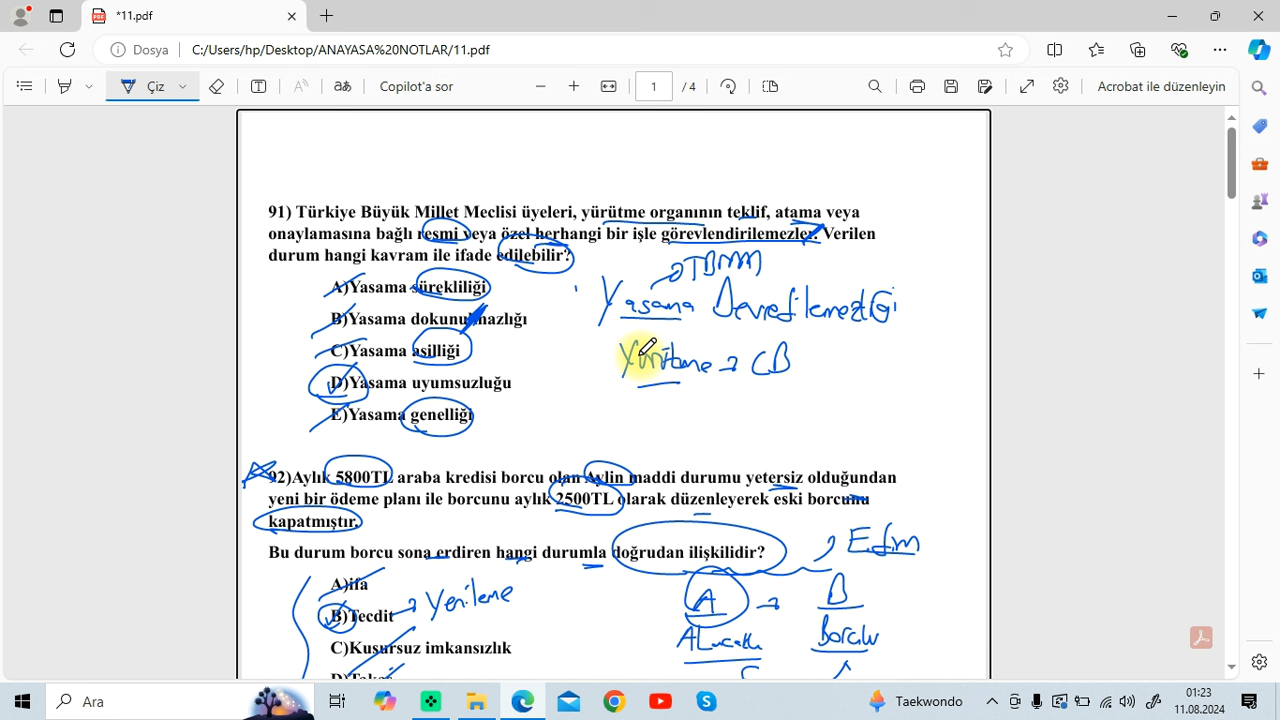 *11.pdf
Dosya
C:/Users/hp/Desktop/ANAYASA%20NOTLAR/11.pdf
Çiz
aあ
Copilot'a sor
1 / 4
Acrobat ile düzenleyin
91) Türkiye Büyük Millet Meclisi üyeleri, yürütme organının teklif, atama veya
onaylamasına bağlı resmi veya özel herhangi bir işle görevlendirilemezler. Verilen
durum hangi kavram ile ifade edilebilir?
TBMM
A)Yasama sürekliliği
Yasama Devredilemezliği
B)Yasama dokunulmazlığı
C)Yasama asilliği
Yürütme → CB
D)Yasama uyumsuzluğu
E)Yasama genelliği
92)Aylık 5800TL araba kredisi borcu olan Aylin maddi durumu yetersiz olduğundan
yeni bir ödeme planı ile borcunu aylık 2500TL olarak düzenleyerek eski borcunu
kapatmıştır.
Bu durum borcu sona erdiren hangi durumla doğrudan ilişkilidir?
A)ifa
A → B
B)Tecdit → Yenileme
Alacaklı Borçlu
C)Kusursuz imkansızlık
Ara
Taekwondo
01:23
11.08.2024